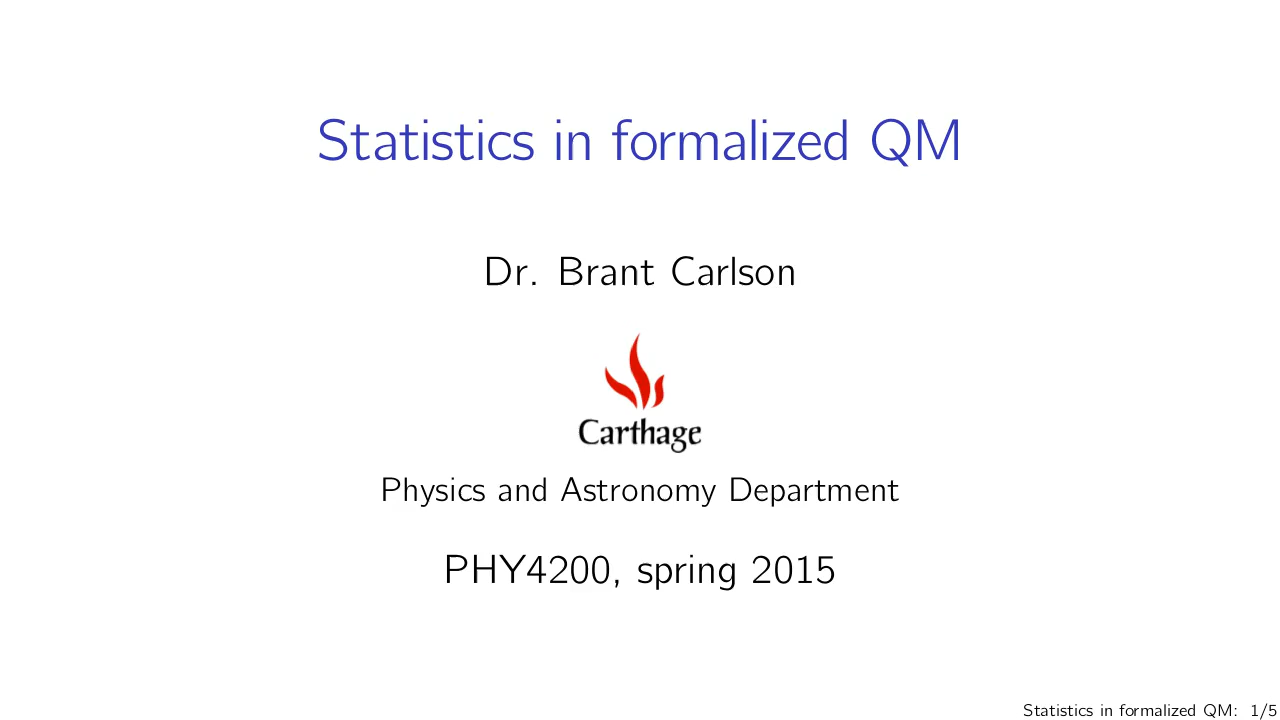 Statistics in formalized QM
Dr. Brant Carlson
Carthage
Physics and Astronomy Department
PHY4200, spring 2015
Statistics in formalized QM: 1/5